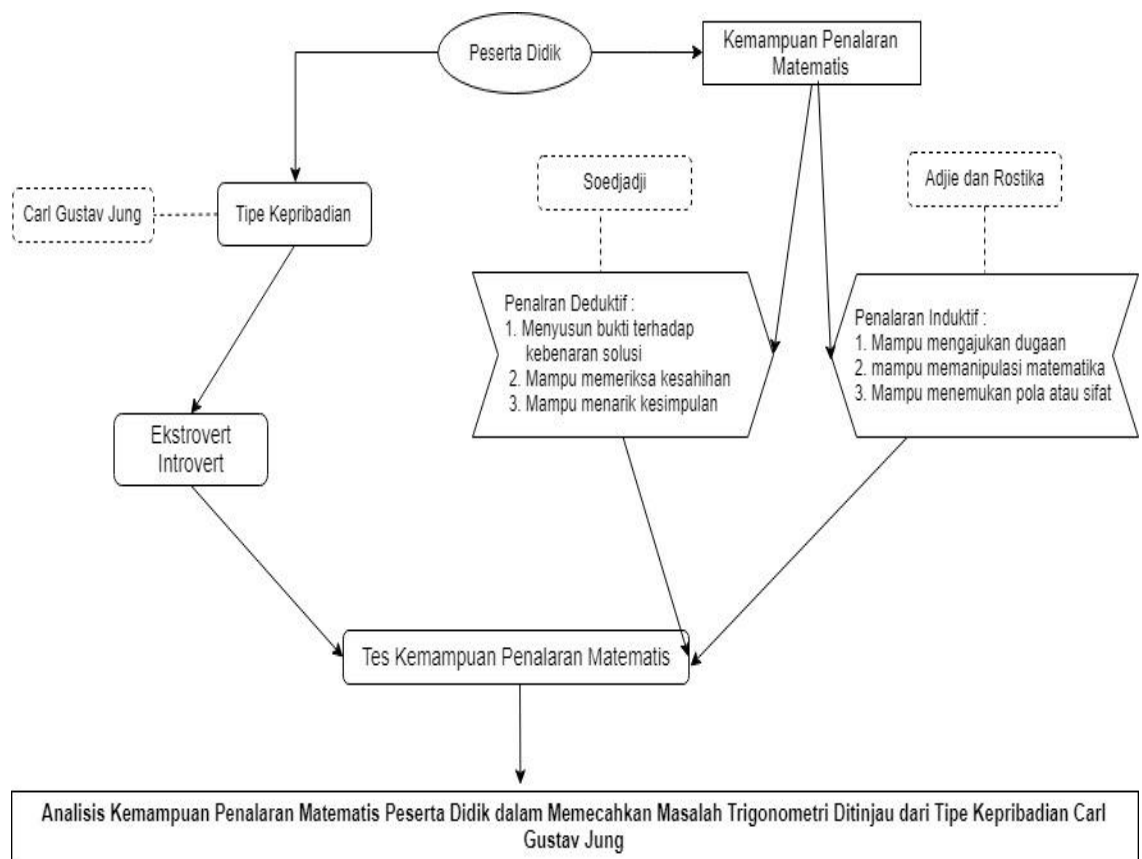 Peserta Didik
Kemampuan Penalaran
Matematis
Soedjadji
Adjie dan Rostika
Carl Gustav Jung
Tipe Kepribadian
Penalran Deduktif :
1. Menyusun bukti terhadap
kebenaran solusi
2. Mampu memeriksa kesahihan
3. Mampu menarik kesimpulan
Penalaran Induktif :
1. Mampu mengajukan dugaan
2. mampu memanipulasi matematika
3. Mampu menemukan pola atau sifat
Ekstrovert
Introvert
Tes Kemampuan Penalaran Matematis
Analisis Kemampuan Penalaran Matematis Peserta Didik dalam Memecahkan Masalah Trigonometri Ditinjau dari Tipe Kepribadian Carl
Gustav Jung